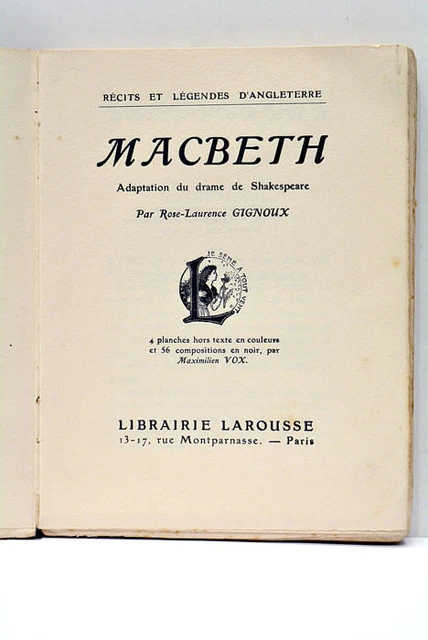 RÉCITS ET LÉGENDES D'ANGLETERRE
MACBETH
Adaptation du drame de Shakespeare
Par Rose-Laurence GIGNOUX
JE SÈME À TOUT VENT
L
4 planches hors texte en couleurs
et 56 compositions en noir, par
Maximilien VOX.
LIBRAIRIE LAROUSSE
13-17, rue Montparnasse. — Paris